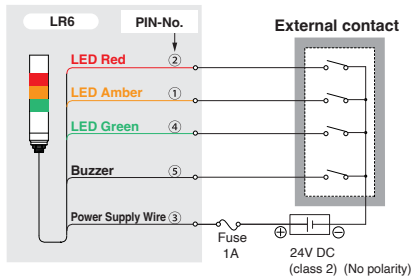 LR6
PIN-No.
External contact
LED Red ②
LED Amber ①
LED Green ④
Buzzer ⑤
Power Supply Wire ③
Fuse
1A
⊕ ⊖
24V DC
(class 2) (No polarity)